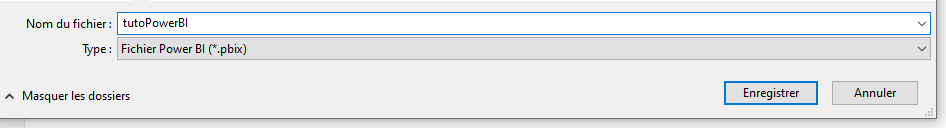 Nom du fichier : tutoPowerBI
Type : Fichier Power BI (*.pbix)
Masquer les dossiers
Enregistrer
Annuler